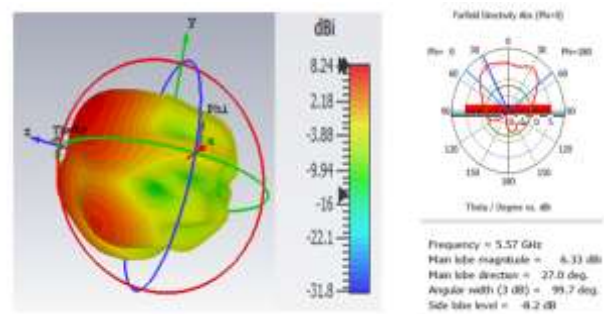 dBi
8.24
2.18
-3.88
-9.94
-16
-22.1
-31.8
y
Phi
Theta
z
x
Farfield Directivity Abs (Phi=0)
Phi= 0
Phi=180
0
30
30
60
60
90
90
120
120
150
150
180
Theta / Degree vs. dBi
Frequency = 5.57 GHz
Main lobe magnitude = 6.33 dBi
Main lobe direction = 27.0 deg.
Angular width (3 dB) = 99.7 deg.
Side lobe level = -8.2 dB